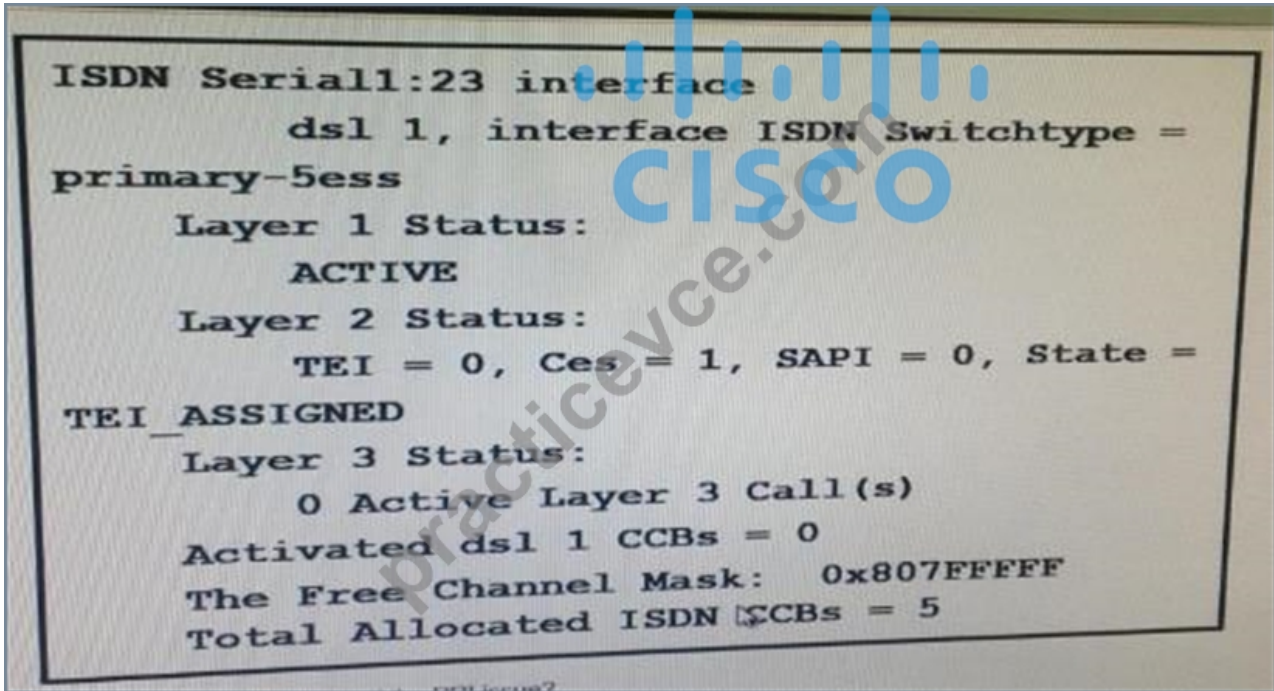 ISDN Serial1:23 interface
dsl 1, interface ISDN Switchtype =
primary-5ess
Layer 1 Status:
ACTIVE
Layer 2 Status:
TEI = 0, Ces = 1, SAPI = 0, State =
TEI_ASSIGNED
Layer 3 Status:
0 Active Layer 3 Call(s)
Activated dsl 1 CCBs = 0
The Free Channel Mask: 0x807FFFFF
Total Allocated ISDN CCBs = 5
CISCO
practicevce.com